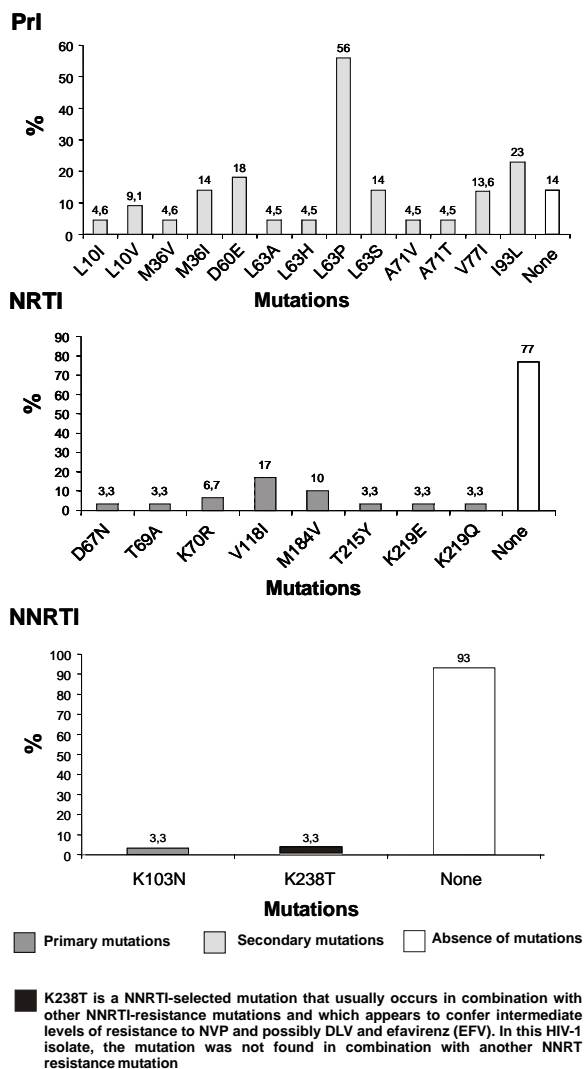 PrI
60
50
40
30
20
10
0
%
4,6
9,1
4,6
14
18
4,5
4,5
56
14
4,5
4,5
13,6
23
14
L10I
L10V
M36V
M36I
D60E
L63A
L63H
L63P
L63S
A71V
A71T
V77I
I93L
None
Mutations
NRTI
90
80
70
60
50
40
30
20
10
0
%
3,3
3,3
6,7
17
10
3,3
3,3
3,3
77
D67N
T69A
K70R
V118I
M184V
T215Y
K219E
K219Q
None
Mutations
NNRTI
100
90
80
70
60
50
40
30
20
10
0
%
3,3
3,3
93
K103N
K238T
None
Mutations
Primary mutations
Secondary mutations
Absence of mutations
K238T is a NNRTI-selected mutation that usually occurs in combination with
other NNRTI-resistance mutations and which appears to confer intermediate
levels of resistance to NVP and possibly DLV and efavirenz (EFV). In this HIV-1
isolate, the mutation was not found in combination with another NNRT
resistance mutation